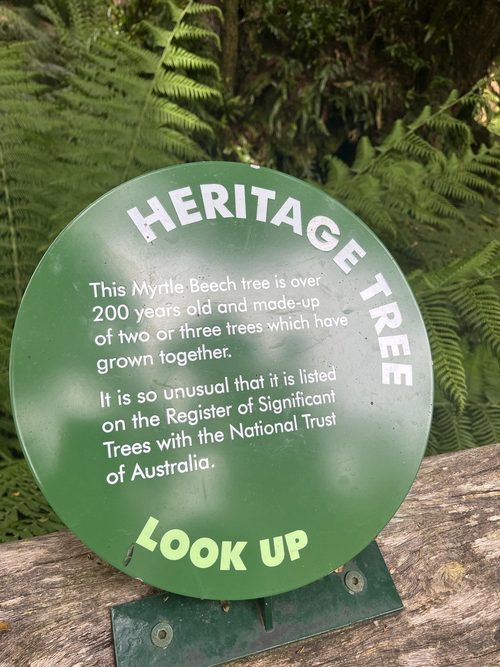 HERITAGE TREE
This Myrtle Beech tree is over
200 years old and made-up
of two or three trees which have
grown together.
It is so unusual that it is listed
on the Register of Significant
Trees with the National Trust
of Australia.
LOOK UP